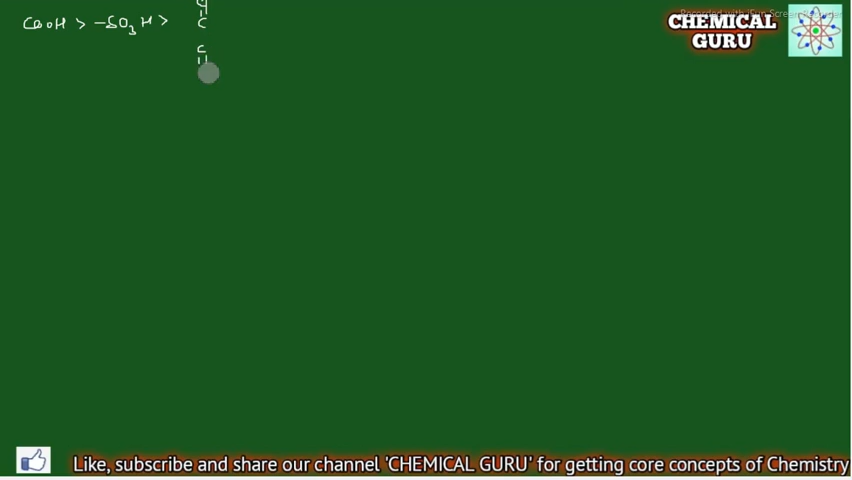 COOH > -SO₃H >
C
C
CHEMICAL
GURU
Like, subscribe and share our channel 'CHEMICAL GURU' for getting core concepts of Chemistry